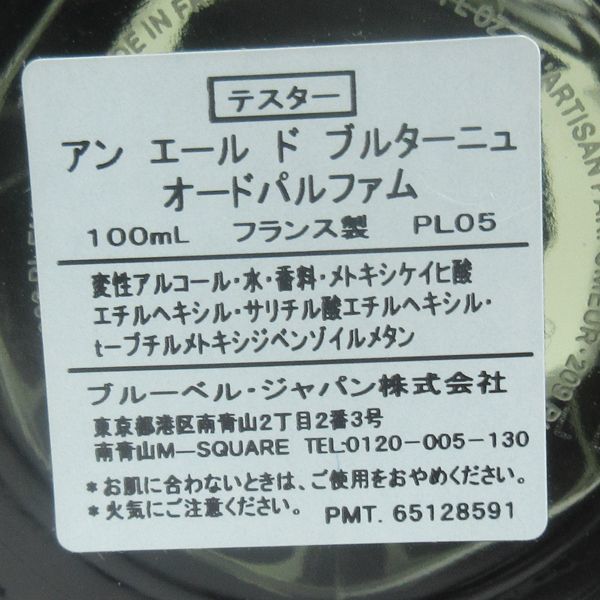 テスター
アン エール ド ブルターニュ
オードパルファム
100mL フランス製 PL05
変性アルコール・水・香料・メトキシケイヒ酸
エチルヘキシル・サリチル酸エチルヘキシル・
t-ブチルメトキシジベンゾイルメタン
ブルーベル・ジャパン株式会社
東京都港区南青山2丁目2番3号
南青山M—SQUARE TEL:0120-005-130
*お肌に合わないときは、ご使用をおやめください。
*火気にご注意ください。 PMT. 65128591
DE IN F
ARTISAN PARFUMEUR · 209